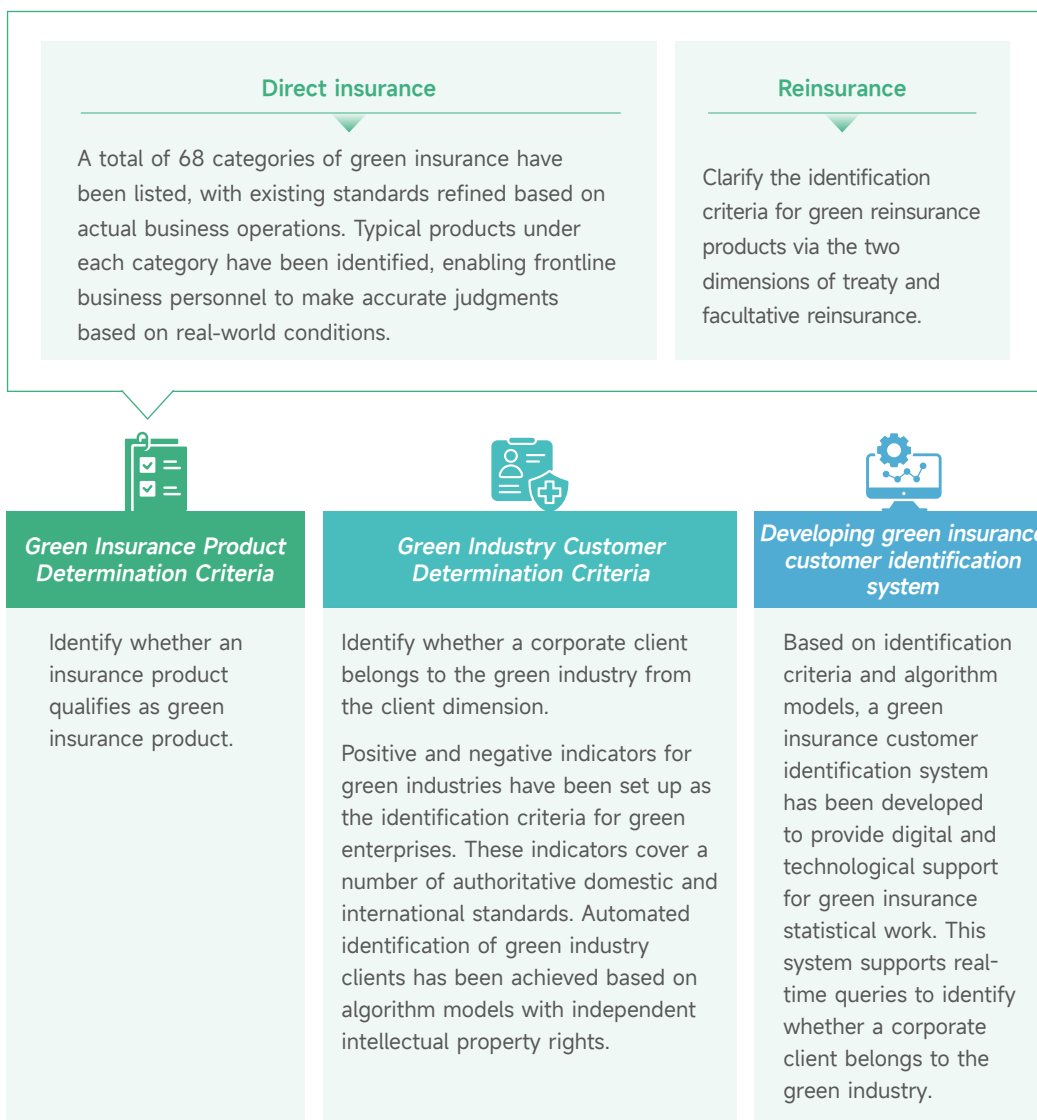 Direct insurance
A total of 68 categories of green insurance have
been listed, with existing standards refined based on
actual business operations. Typical products under
each category have been identified, enabling frontline
business personnel to make accurate judgments
based on real-world conditions.
Reinsurance
Clarify the identification
criteria for green reinsurance
products via the two
dimensions of treaty and
facultative reinsurance.
Green Insurance Product
Determination Criteria
Identify whether an
insurance product
qualifies as green
insurance product.
Green Industry Customer
Determination Criteria
Identify whether a corporate client
belongs to the green industry from
the client dimension.
Positive and negative indicators for
green industries have been set up as
the identification criteria for green
enterprises. These indicators cover a
number of authoritative domestic and
international standards. Automated
identification of green industry
clients has been achieved based on
algorithm models with independent
intellectual property rights.
Developing green insurance
customer identification
system
Based on identification
criteria and algorithm
models, a green
insurance customer
identification system
has been developed
to provide digital and
technological support
for green insurance
statistical work. This
system supports real-
time queries to identify
whether a corporate
client belongs to the
green industry.